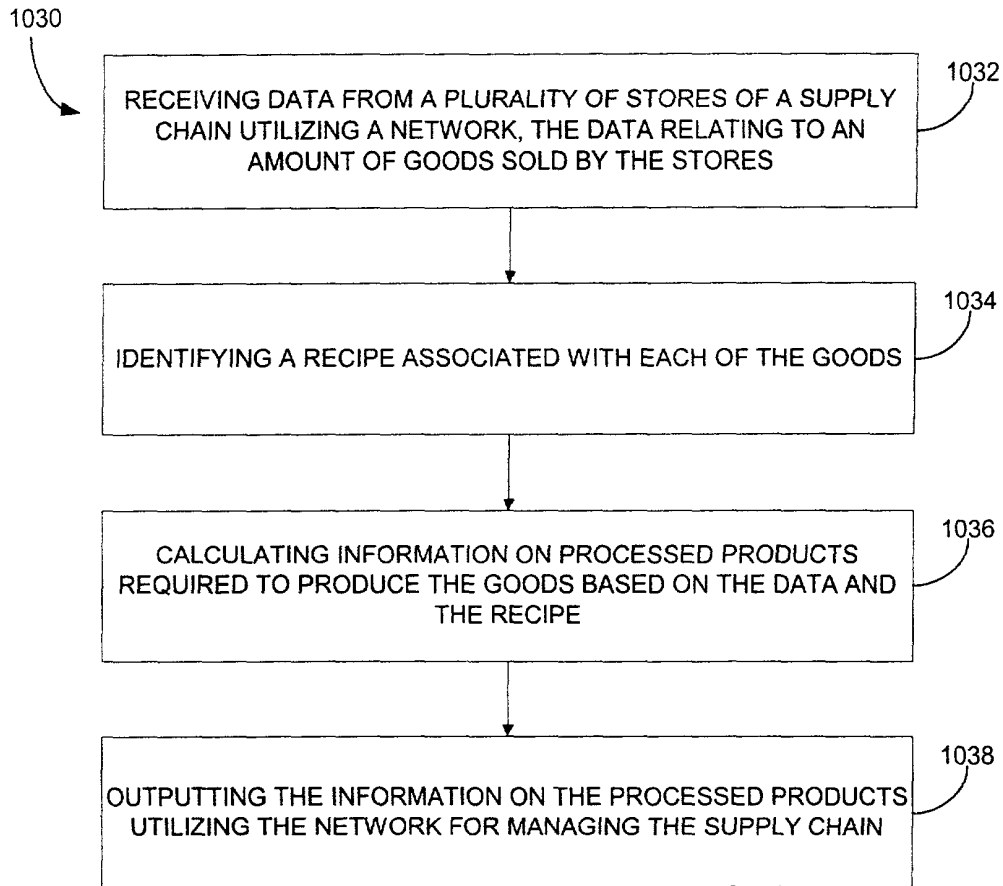 1030
1032
RECEIVING DATA FROM A PLURALITY OF STORES OF A SUPPLY
CHAIN UTILIZING A NETWORK, THE DATA RELATING TO AN
AMOUNT OF GOODS SOLD BY THE STORES
1034
IDENTIFYING A RECIPE ASSOCIATED WITH EACH OF THE GOODS
1036
CALCULATING INFORMATION ON PROCESSED PRODUCTS
REQUIRED TO PRODUCE THE GOODS BASED ON THE DATA AND
THE RECIPE
1038
OUTPUTTING THE INFORMATION ON THE PROCESSED PRODUCTS
UTILIZING THE NETWORK FOR MANAGING THE SUPPLY CHAIN